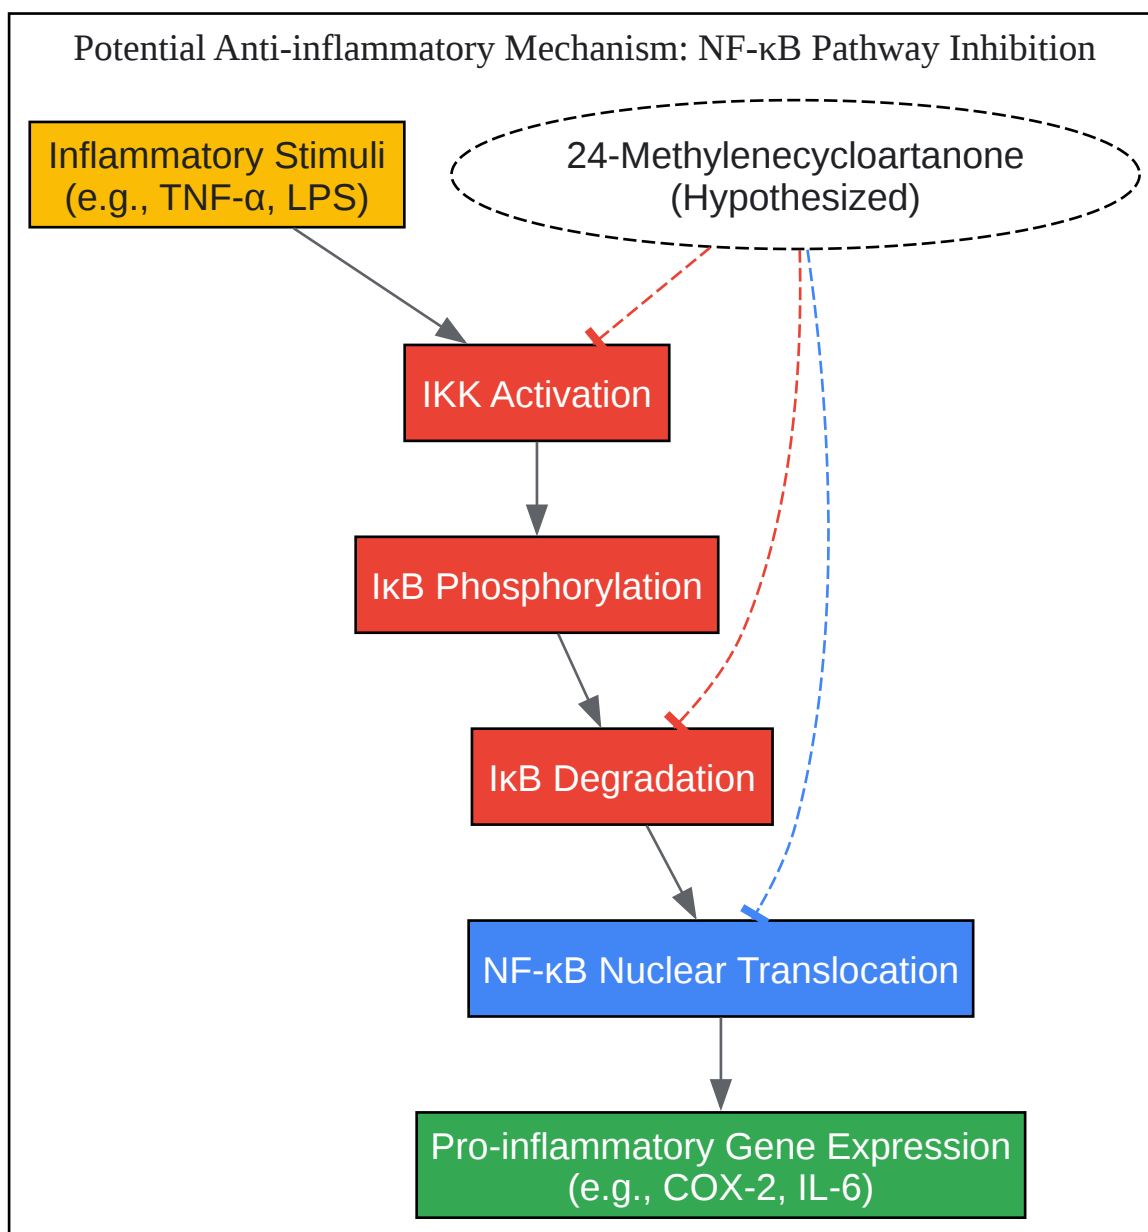 Potential Anti-inflammatory Mechanism: NF-κB Pathway Inhibition
Inflammatory Stimuli
(e.g., TNF-α, LPS)
24-Methylenecycloartanone
(Hypothesized)
IKK Activation
IκB Phosphorylation
IκB Degradation
NF-κB Nuclear Translocation
Pro-inflammatory Gene Expression
(e.g., COX-2, IL-6)